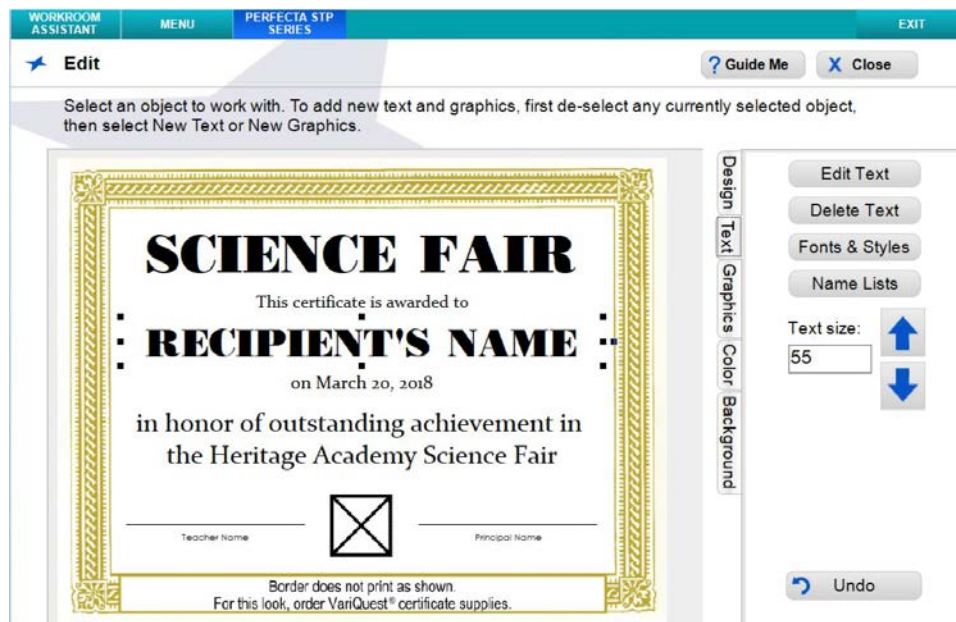 WORKROOM ASSISTANT
MENU
PERFECTA STP SERIES
EXIT
Edit
? Guide Me
X Close
Select an object to work with. To add new text and graphics, first de-select any currently selected object,
then select New Text or New Graphics.
SCIENCE FAIR
This certificate is awarded to
RECIPIENT'S NAME
on March 20, 2018
in honor of outstanding achievement in
the Heritage Academy Science Fair
Teacher Name
Principal Name
Border does not print as shown.
For this look, order VariQuest® certificate supplies.
Design
Text
Graphics
Color
Background
Edit Text
Delete Text
Fonts & Styles
Name Lists
Text size:
55
Undo